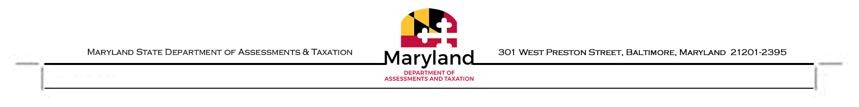 MARYLAND STATE DEPARTMENT OF ASSESSMENTS & TAXATION
Maryland
DEPARTMENT OF
ASSESSMENTS AND TAXATION
301 WEST PRESTON STREET, BALTIMORE, MARYLAND 21201-2395